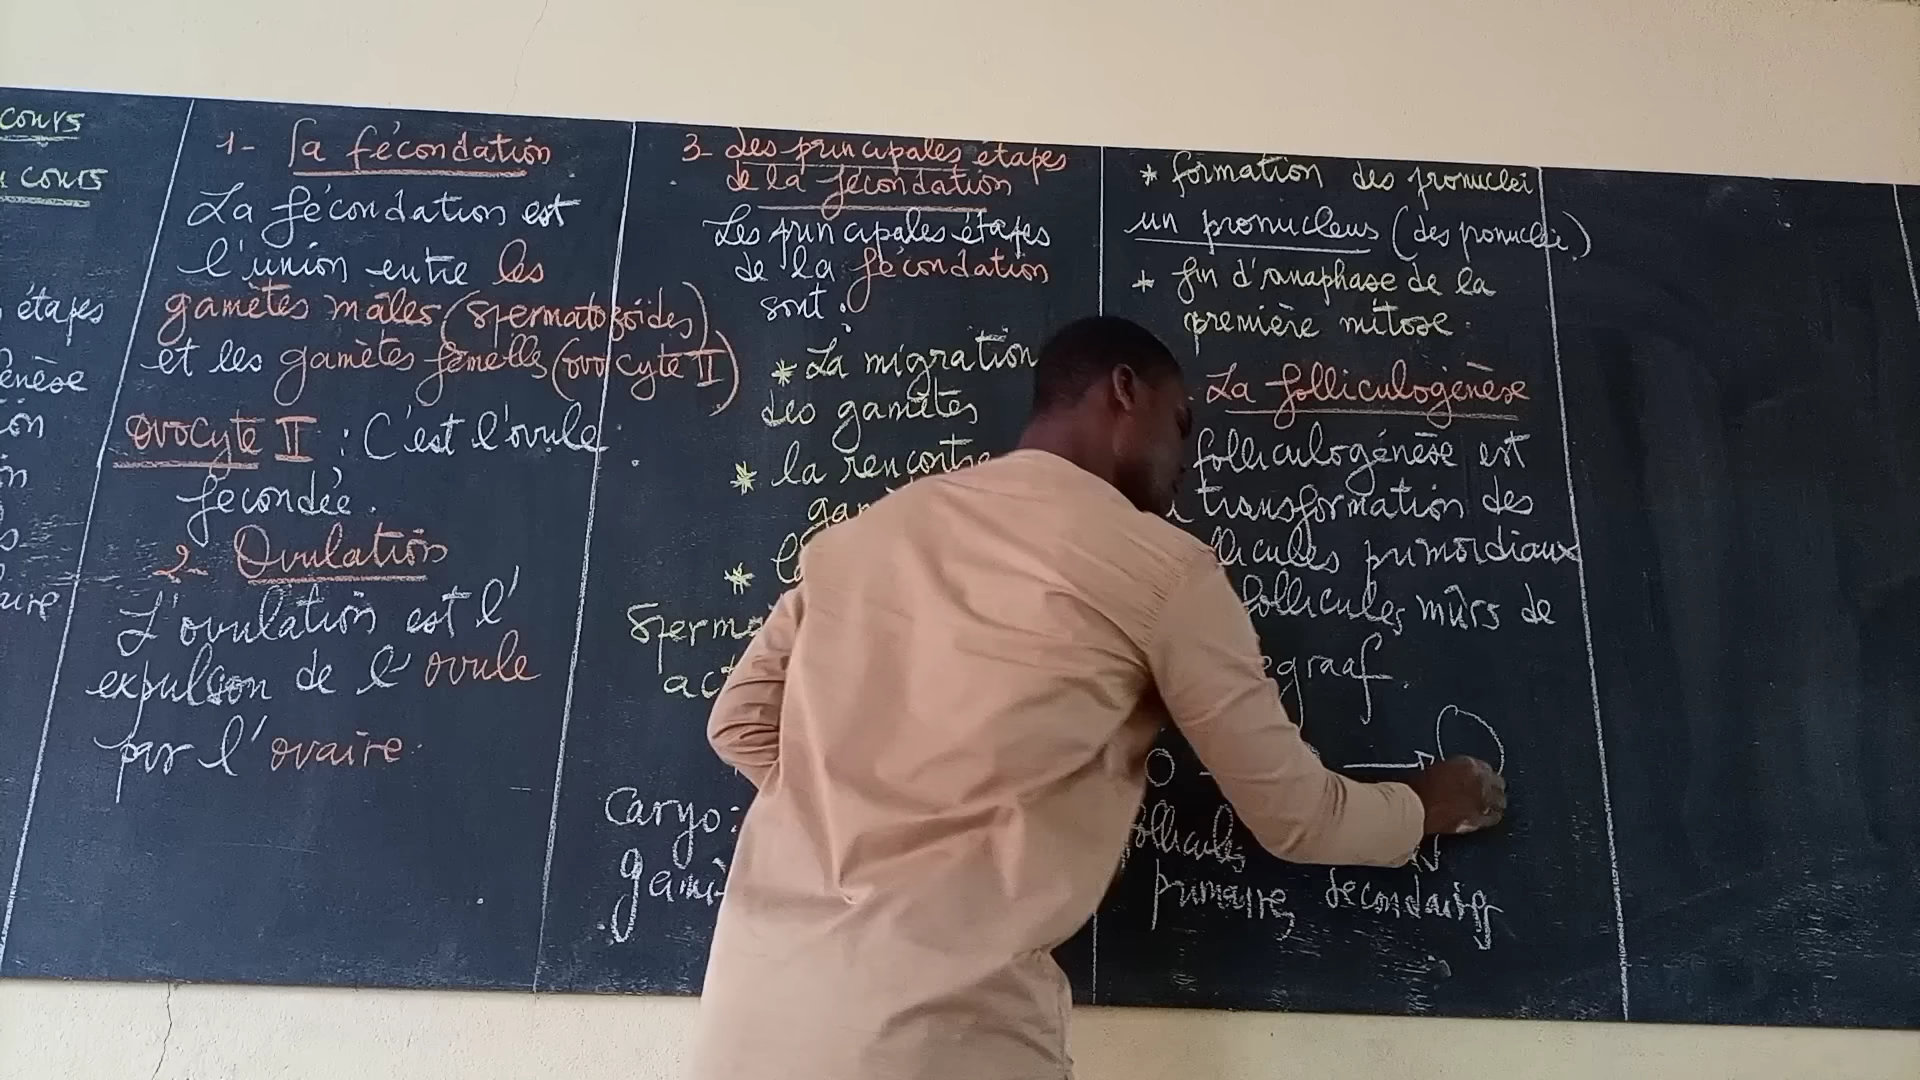 cours
cours
étapes
1- La fécondation
La fécondation est
l'union entre les
gamètes mâles (spermatozoïdes)
et les gamètes femelles (ovocyte II)
ovocyte II : C'est l'ovule
fecondée.
2- Ovulation
L'ovulation est l'
expulsion de l'ovule
par l'ovaire.
3- Les principales étapes
de la fécondation
Les principales étapes
de la fécondation
sont :
* La migration
des gamètes
* la rencontre
*
Caryo :
* formation des pronuclei
un pronucleus (des ponuclei)
* fin d'anaphase de la
première mitose.
La folliculogénèse
folliculogénèse est
transformation des
primordiaux
follicules mûrs de
follicules
primaires secondaires